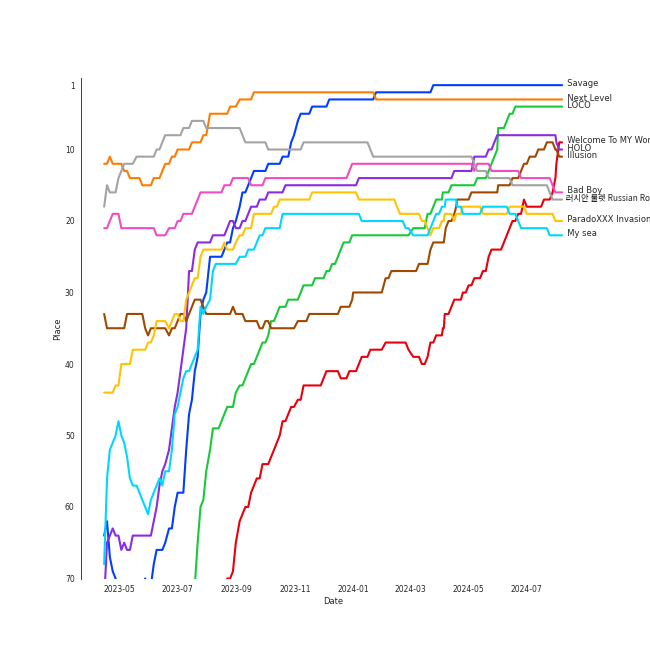 1
10
20
30
40
50
60
70
Place
2023-05
2023-07
2023-09
2023-11
2024-01
2024-03
2024-05
2024-07
Date
Savage
Next Level
LOCO
Welcome To MY Wor
HOLO
Illusion
Bad Boy
러시안 룰렛 Russian Ro
ParadoXXX Invasion
My sea